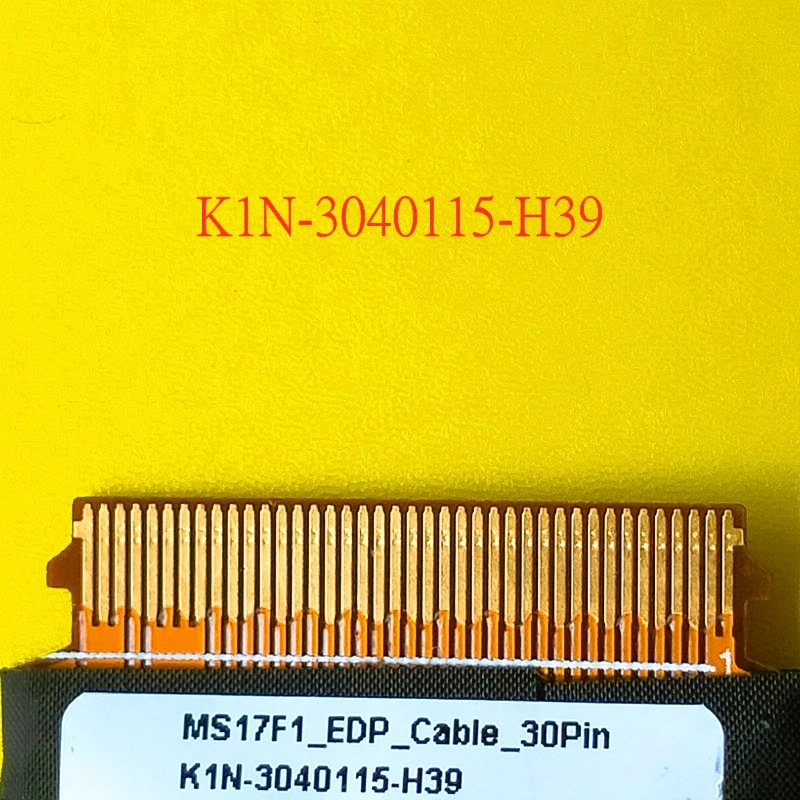 K1N-3040115-H39
1
MS17F1_EDP_Cable_30Pin
K1N-3040115-H39